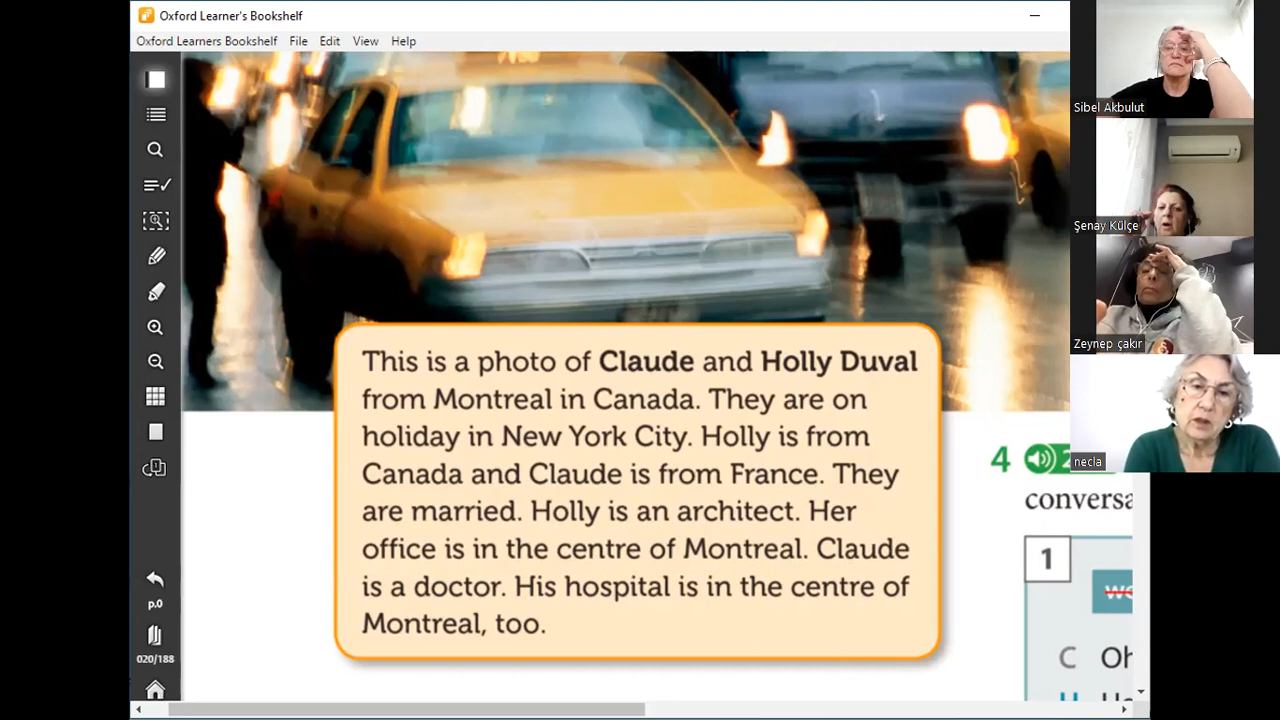 Oxford Learner's Bookshelf
Oxford Learners Bookshelf File Edit View Help
This is a photo of Claude and Holly Duval
from Montreal in Canada. They are on
holiday in New York City. Holly is from
Canada and Claude is from France. They
are married. Holly is an architect. Her
office is in the centre of Montreal. Claude
is a doctor. His hospital is in the centre of
Montreal, too.
4
conversa
1
C Oh
p.0
020/188
Sibel Akbulut
Şenay Külçe
Zeynep çakır
necla